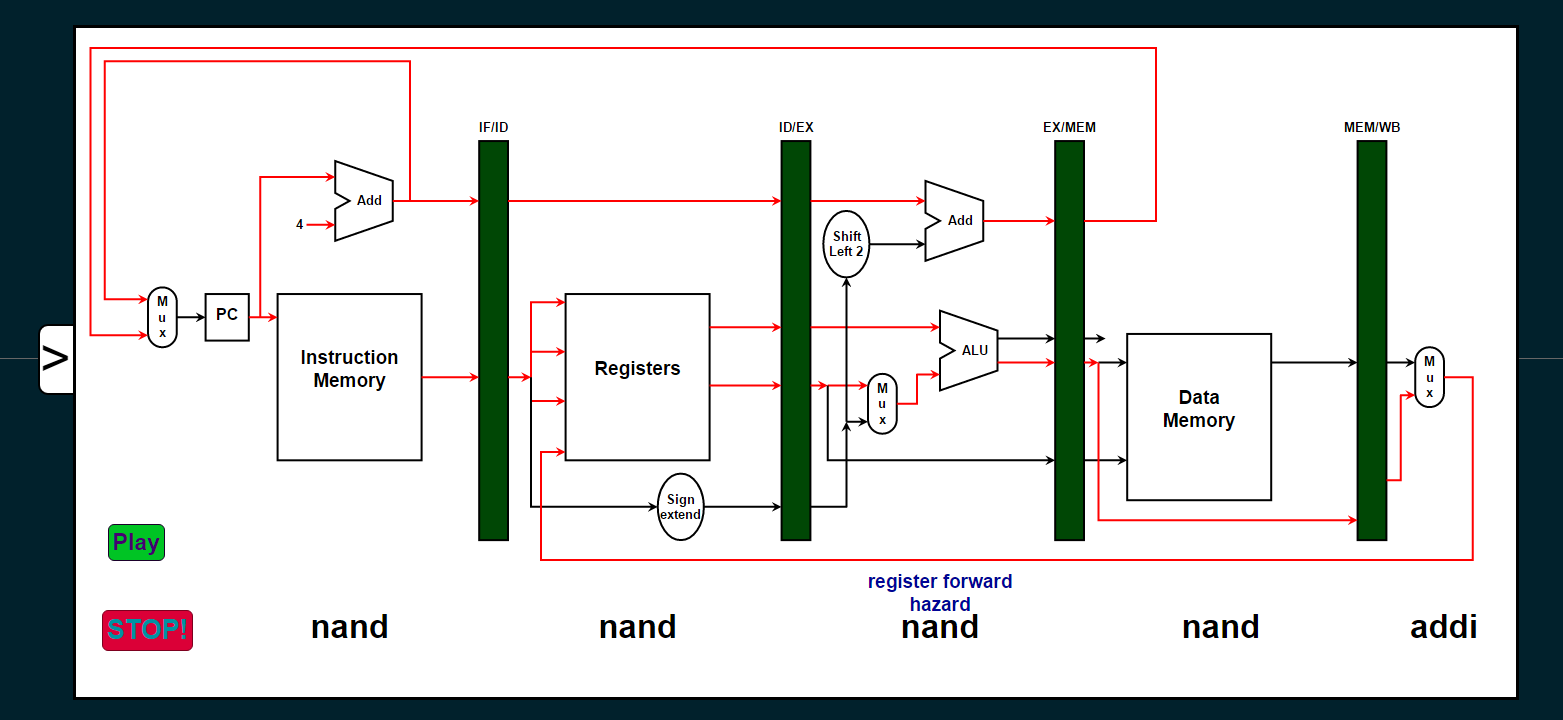 IF/ID
ID/EX
EX/MEM
MEM/WB
Add
4
Add
Shift
Left 2
M
u
x
PC
Instruction
Memory
Registers
ALU
M
u
x
Data
Memory
M
u
x
Sign
extend
>
Play
STOP!
register forward
hazard
nand
nand
nand
nand
addi